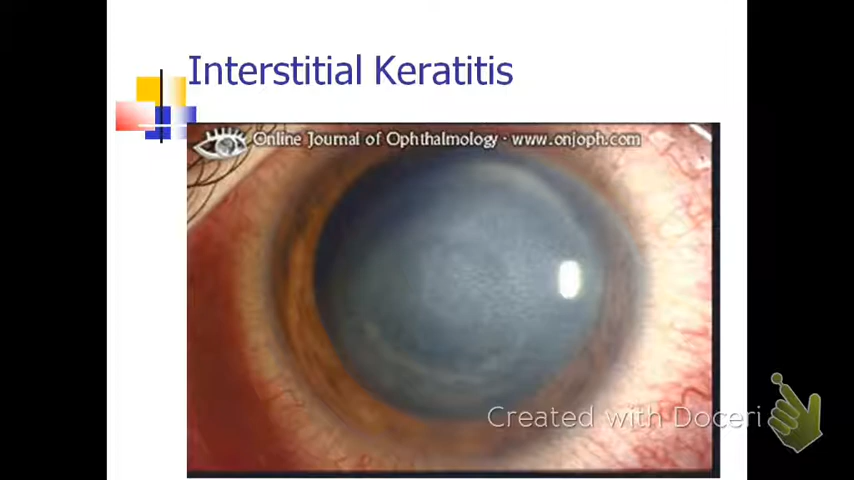 Interstitial Keratitis
Online Journal of Ophthalmology · www.onjoph.com
Created with Doceri